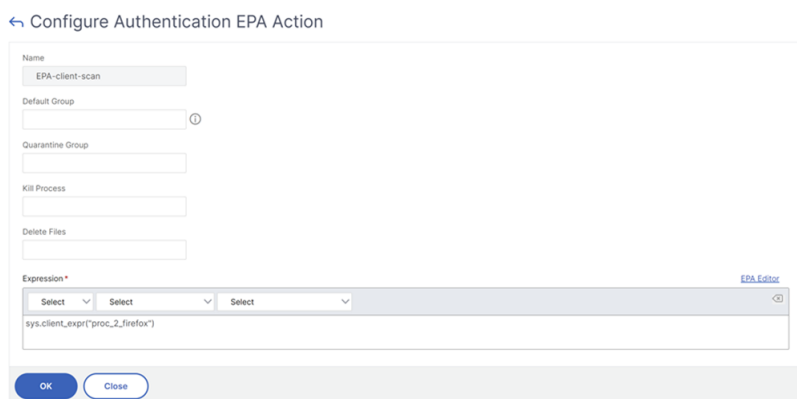 Configure Authentication EPA Action
Name
EPA-client-scan
Default Group
Quarantine Group
Kill Process
Delete Files
Expression*
EPA Editor
Select Select Select
sys.client_expr("proc_2_firefox")
OK Close